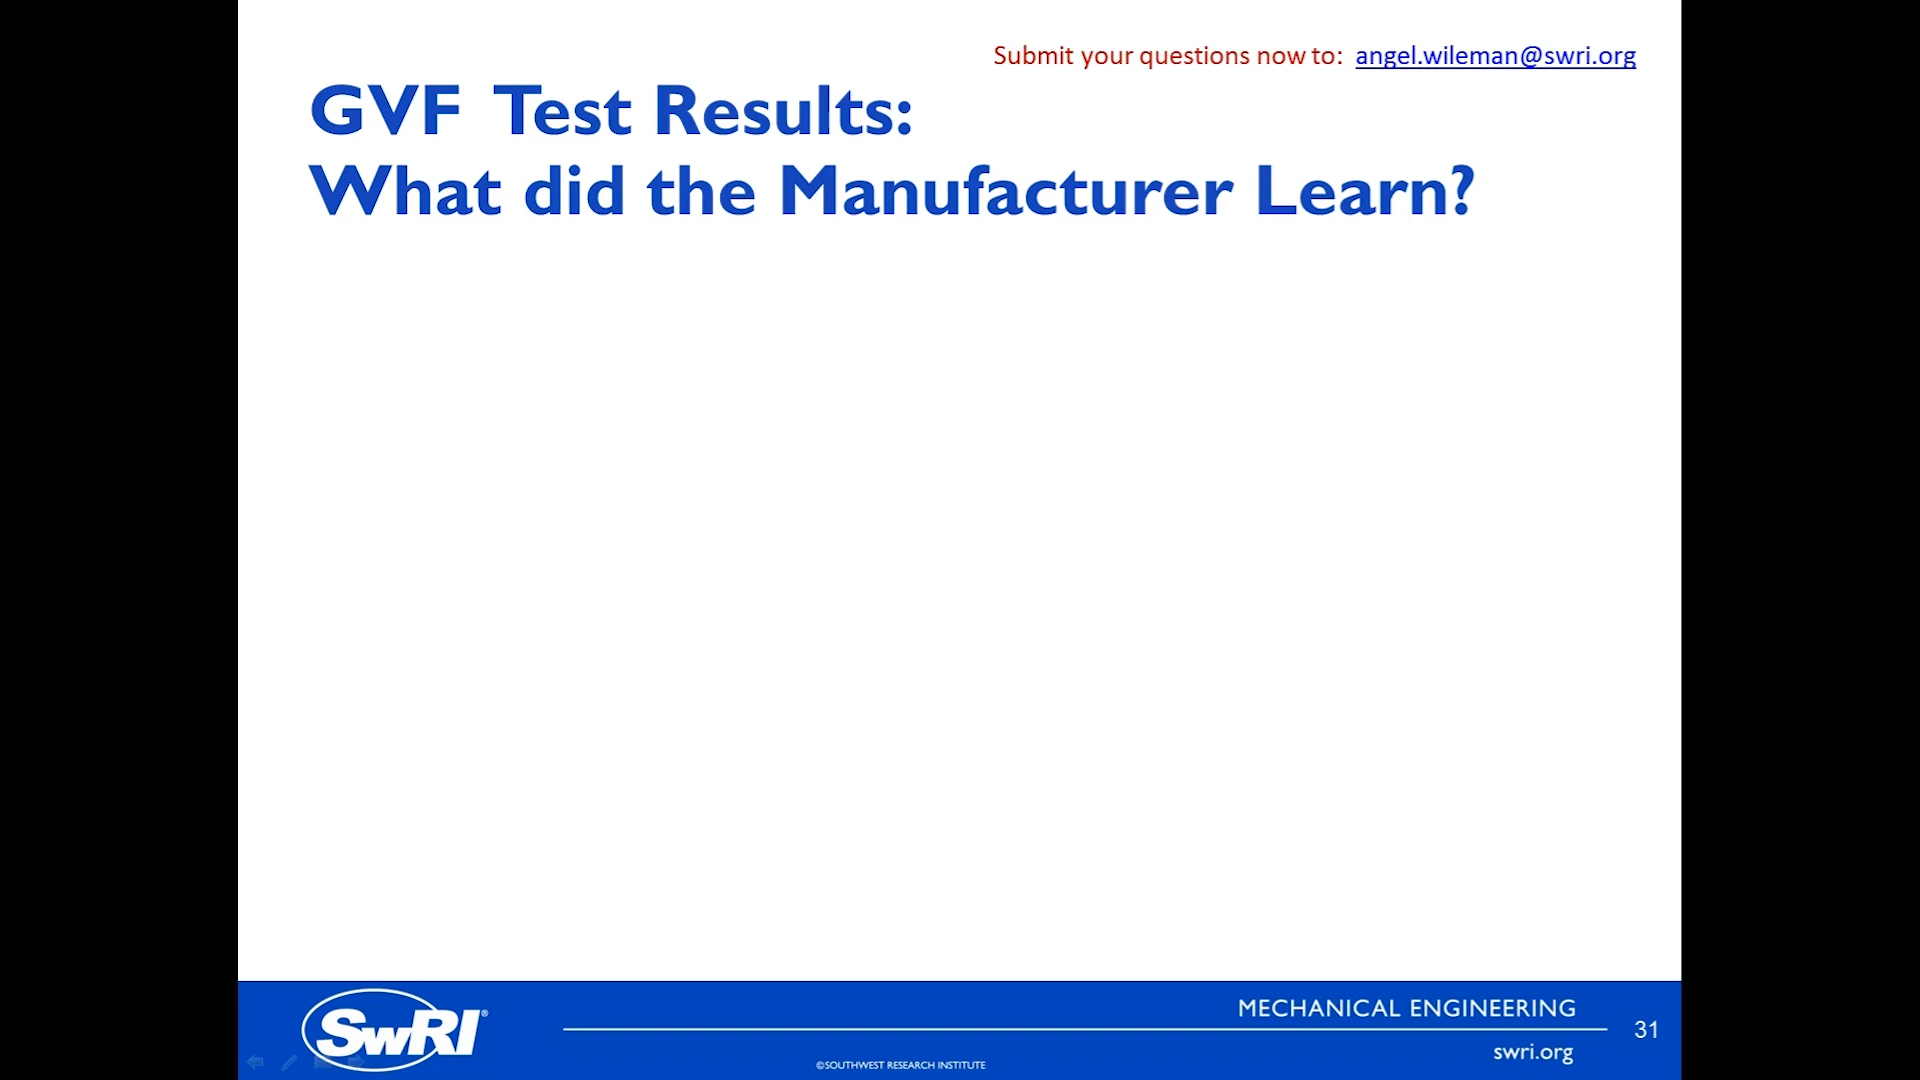 Submit your questions now to: angel.wileman@swri.org
GVF Test Results:
What did the Manufacturer Learn?
SwRI®
MECHANICAL ENGINEERING
31
swri.org
©SOUTHWEST RESEARCH INSTITUTE